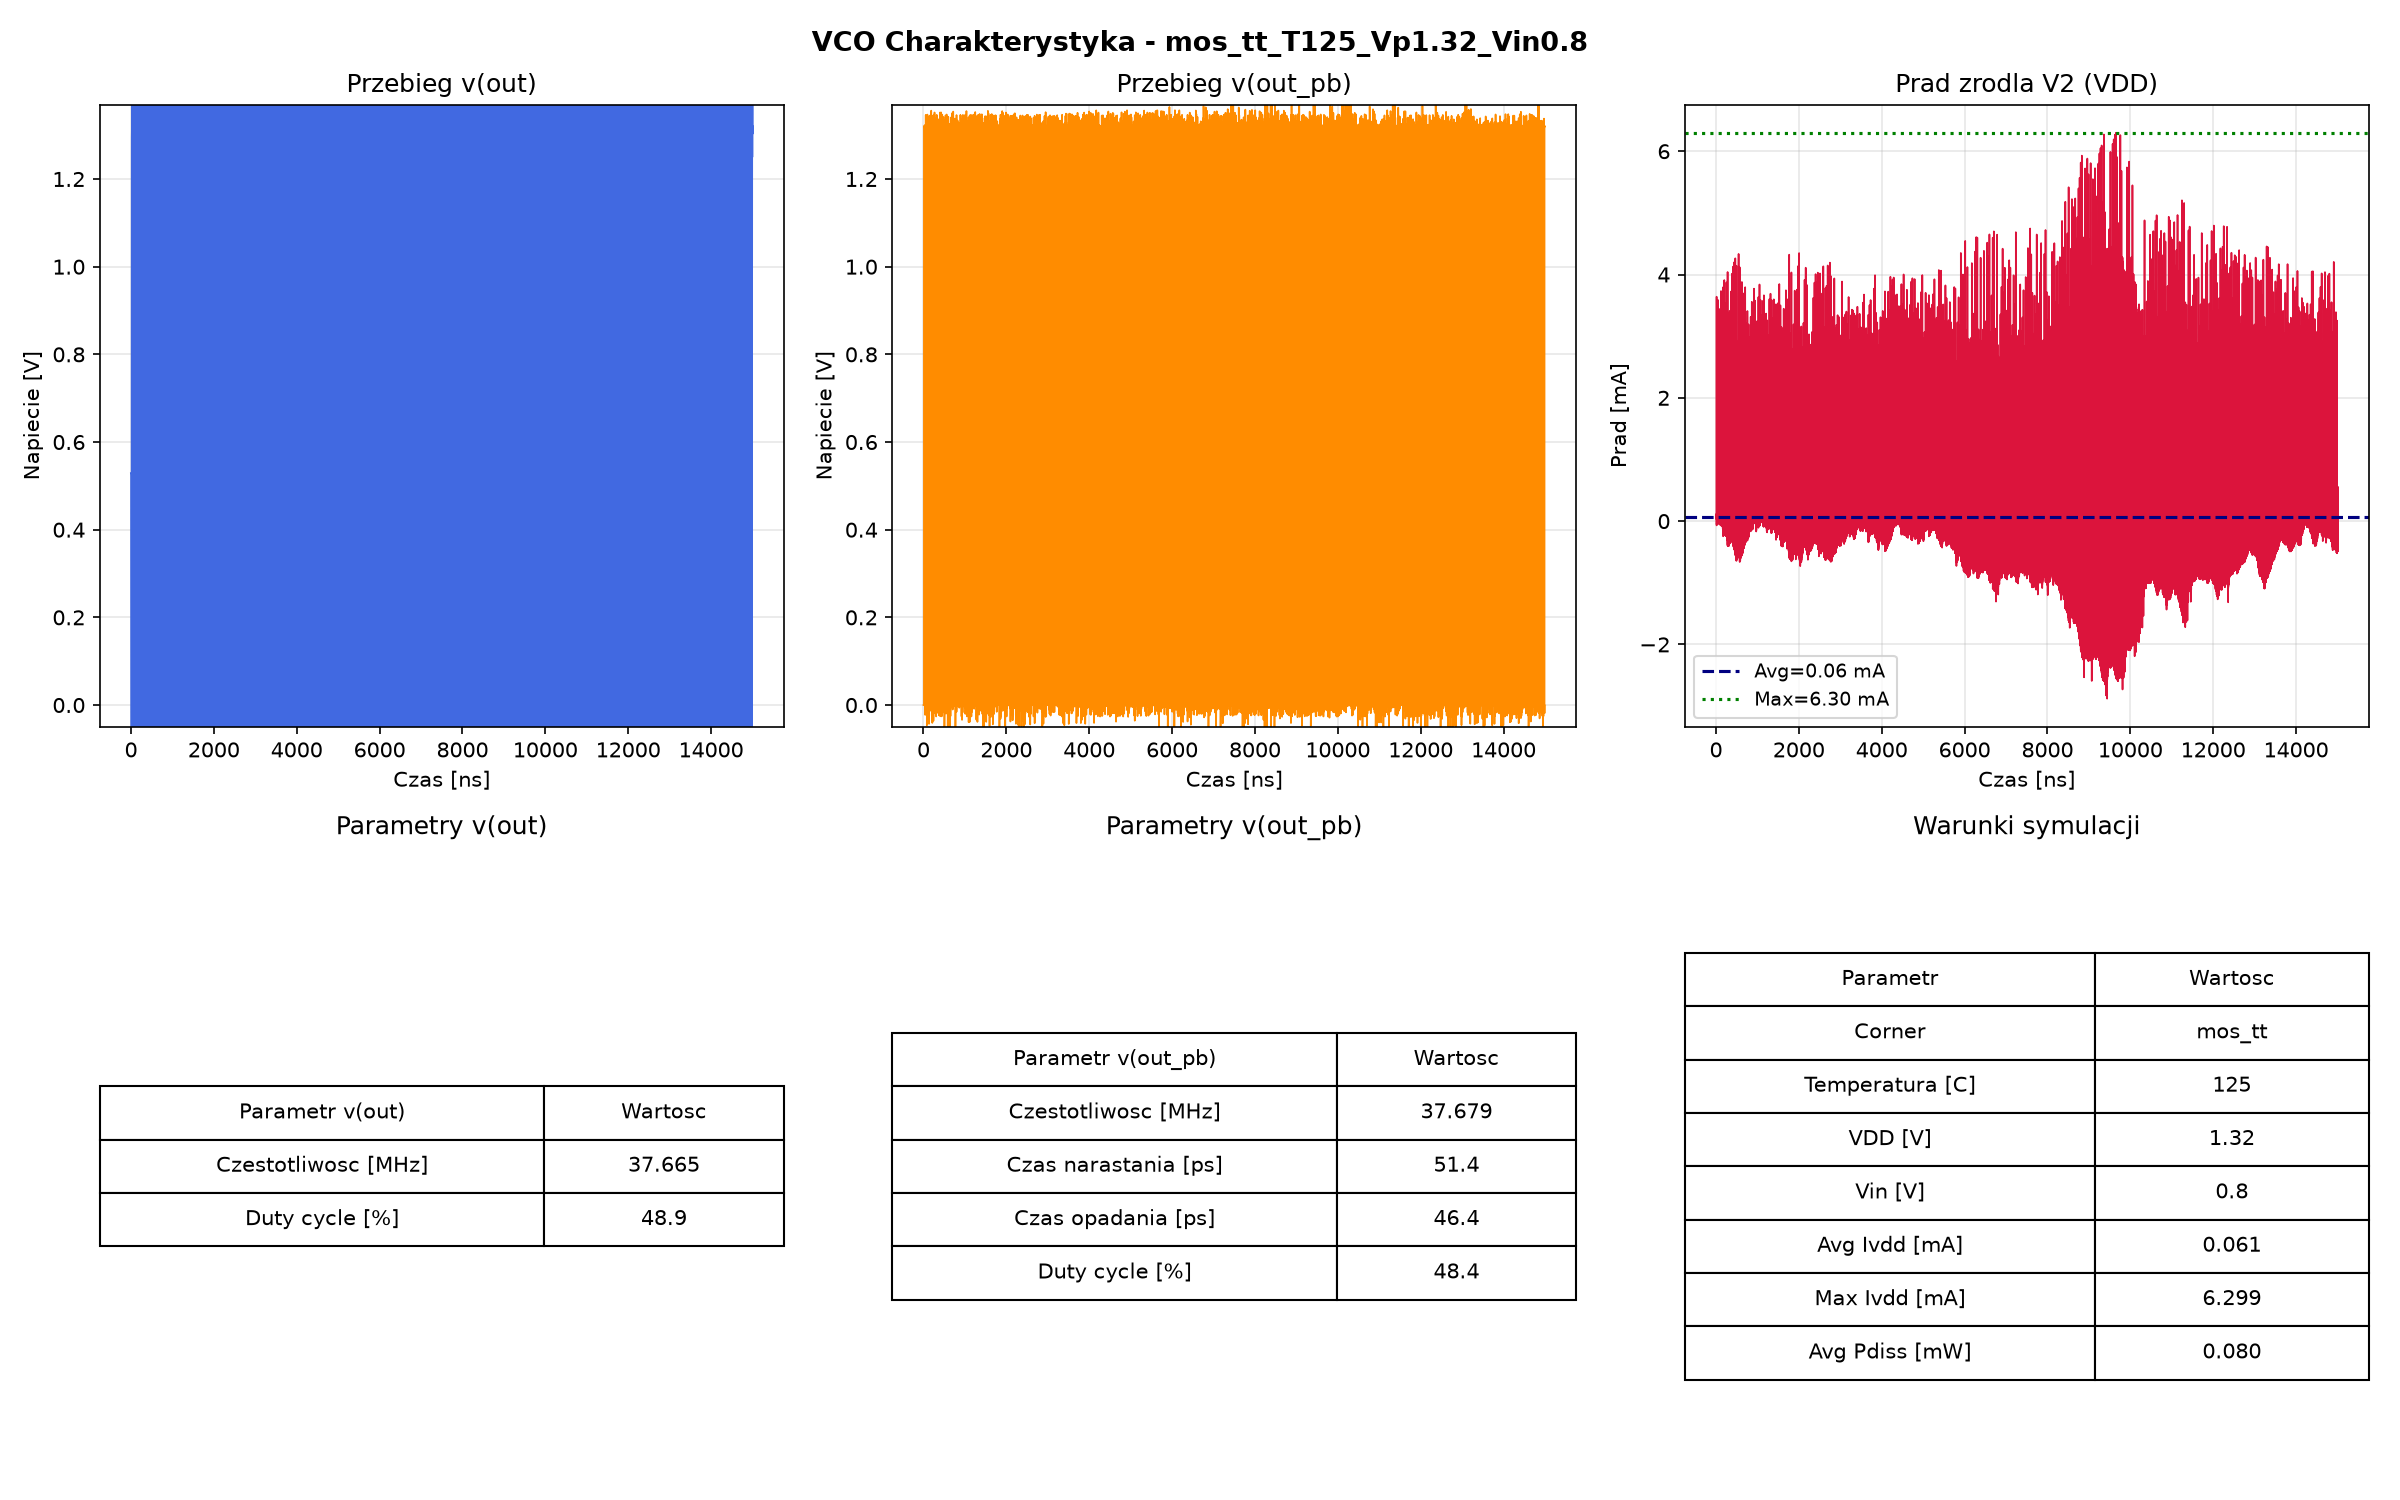 VCO Charakterystyka - mos_tt_T125_Vp1.32_Vin0.8
Przebieg v(out)
Napiecie [V]
1.2
1.0
0.8
0.6
0.4
0.2
0.0
0 2000 4000 6000 8000 10000 12000 14000
Czas [ns]
Przebieg v(out_pb)
Napiecie [V]
1.2
1.0
0.8
0.6
0.4
0.2
0.0
0 2000 4000 6000 8000 10000 12000 14000
Czas [ns]
Prad zrodla V2 (VDD)
Prad [mA]
6
4
2
0
−2
Avg=0.06 mA
Max=6.30 mA
0 2000 4000 6000 8000 10000 12000 14000
Czas [ns]
Parametry v(out)
Parametr v(out) Wartosc
Czestotliwosc [MHz] 37.665
Duty cycle [%] 48.9
Parametry v(out_pb)
Parametr v(out_pb) Wartosc
Czestotliwosc [MHz] 37.679
Czas narastania [ps] 51.4
Czas opadania [ps] 46.4
Duty cycle [%] 48.4
Warunki symulacji
Parametr Wartosc
Corner mos_tt
Temperatura [C] 125
VDD [V] 1.32
Vin [V] 0.8
Avg Ivdd [mA] 0.061
Max Ivdd [mA] 6.299
Avg Pdiss [mW] 0.080